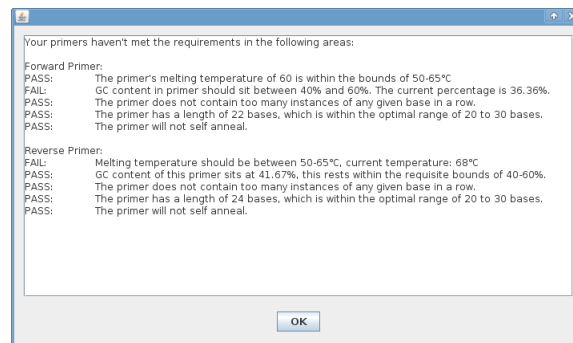 Your primers haven't met the requirements in the following areas:
Forward Primer:
PASS: The primer's melting temperature of 60 is within the bounds of 50-65°C
FAIL: GC content in primer should sit between 40% and 60%. The current percentage is 36.36%.
PASS: The primer does not contain too many instances of any given base in a row.
PASS: The primer has a length of 22 bases, which is within the optimal range of 20 to 30 bases.
PASS: The primer will not self anneal.
Reverse Primer:
FAIL: Melting temperature should be between 50-65°C, current temperature: 68°C
PASS: GC content of this primer sits at 41.67%, this rests within the requisite bounds of 40-60%.
PASS: The primer does not contain too many instances of any given base in a row.
PASS: The primer has a length of 24 bases, which is within the optimal range of 20 to 30 bases.
PASS: The primer will not self anneal.
OK